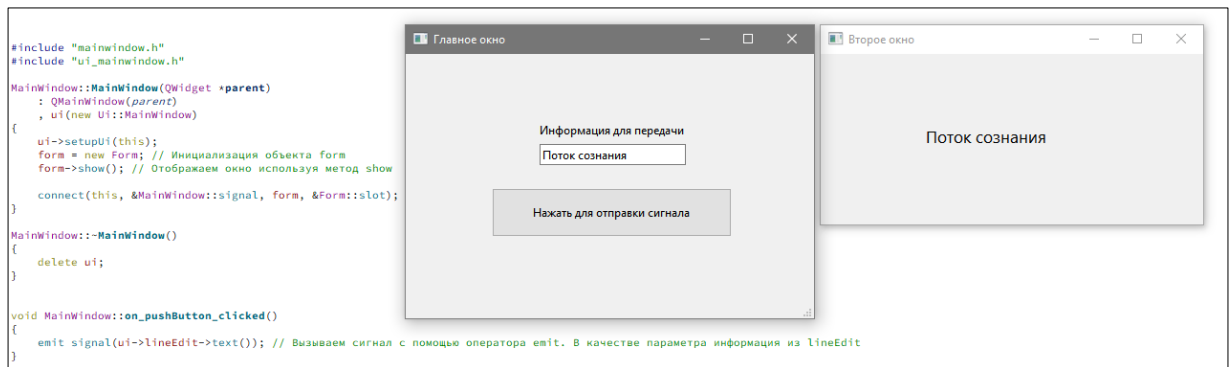 #include "mainwindow.h"
#include "ui_mainwindow.h"
MainWindow::MainWindow(QWidget *parent)
: QMainWindow(parent)
, ui(new Ui::MainWindow)
{
ui->setupUi(this);
form = new Form; // Инициализация объекта form
form->show(); // Отображаем окно используя метод show
connect(this, &MainWindow::signal, form, &Form::slot);
}
MainWindow::~MainWindow()
{
delete ui;
}
void MainWindow::on_pushButton_clicked()
{
emit signal(ui->lineEdit->text()); // Вызываем сигнал с помощью оператора emit. В качестве параметра информация из lineEdit
}
Главное окно
Информация для передачи
Поток сознания
Нажать для отправки сигнала
Второе окно
Поток сознания